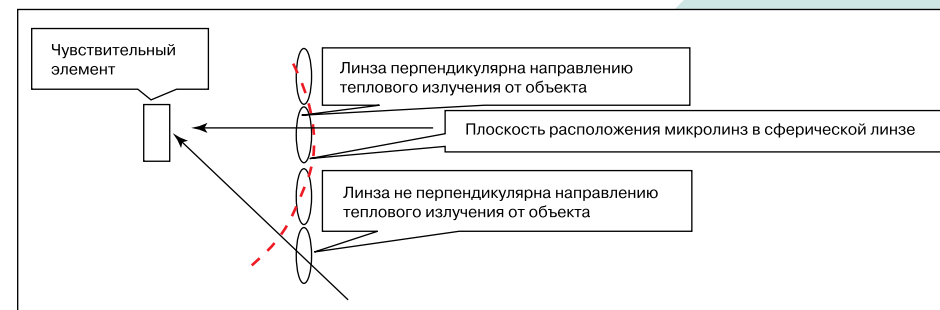 Чувствительный
элемент
Линза перпендикулярна направлению
теплового излучения от объекта
Плоскость расположения микролинз в сферической линзе
Линза не перпендикулярна направлению
теплового излучения от объекта